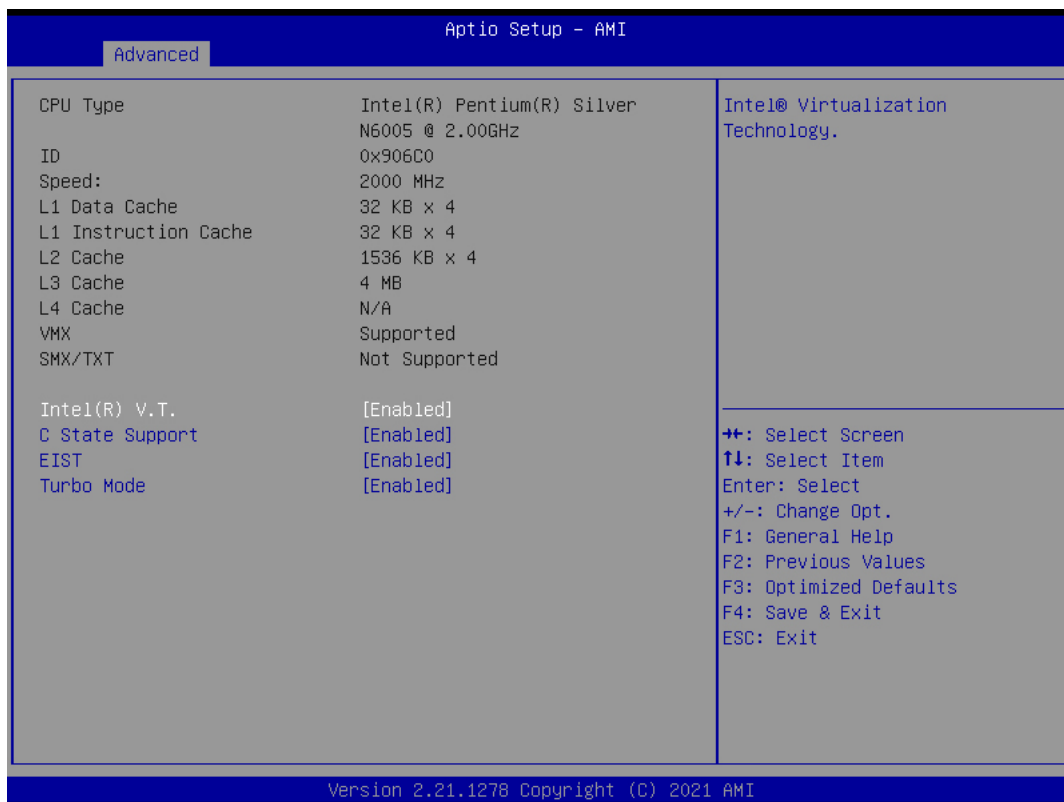 Aptio Setup – AMI
Advanced
CPU Type Intel(R) Pentium(R) Silver
N6005 @ 2.00GHz
ID 0x906C0
Speed: 2000 MHz
L1 Data Cache 32 KB x 4
L1 Instruction Cache 32 KB x 4
L2 Cache 1536 KB x 4
L3 Cache 4 MB
L4 Cache N/A
VMX Supported
SMX/TXT Not Supported
Intel(R) V.T. [Enabled]
C State Support [Enabled]
EIST [Enabled]
Turbo Mode [Enabled]
Intel® Virtualization
Technology.
→←: Select Screen
↑↓: Select Item
Enter: Select
+/-: Change Opt.
F1: General Help
F2: Previous Values
F3: Optimized Defaults
F4: Save & Exit
ESC: Exit
Version 2.21.1278 Copyright (C) 2021 AMI